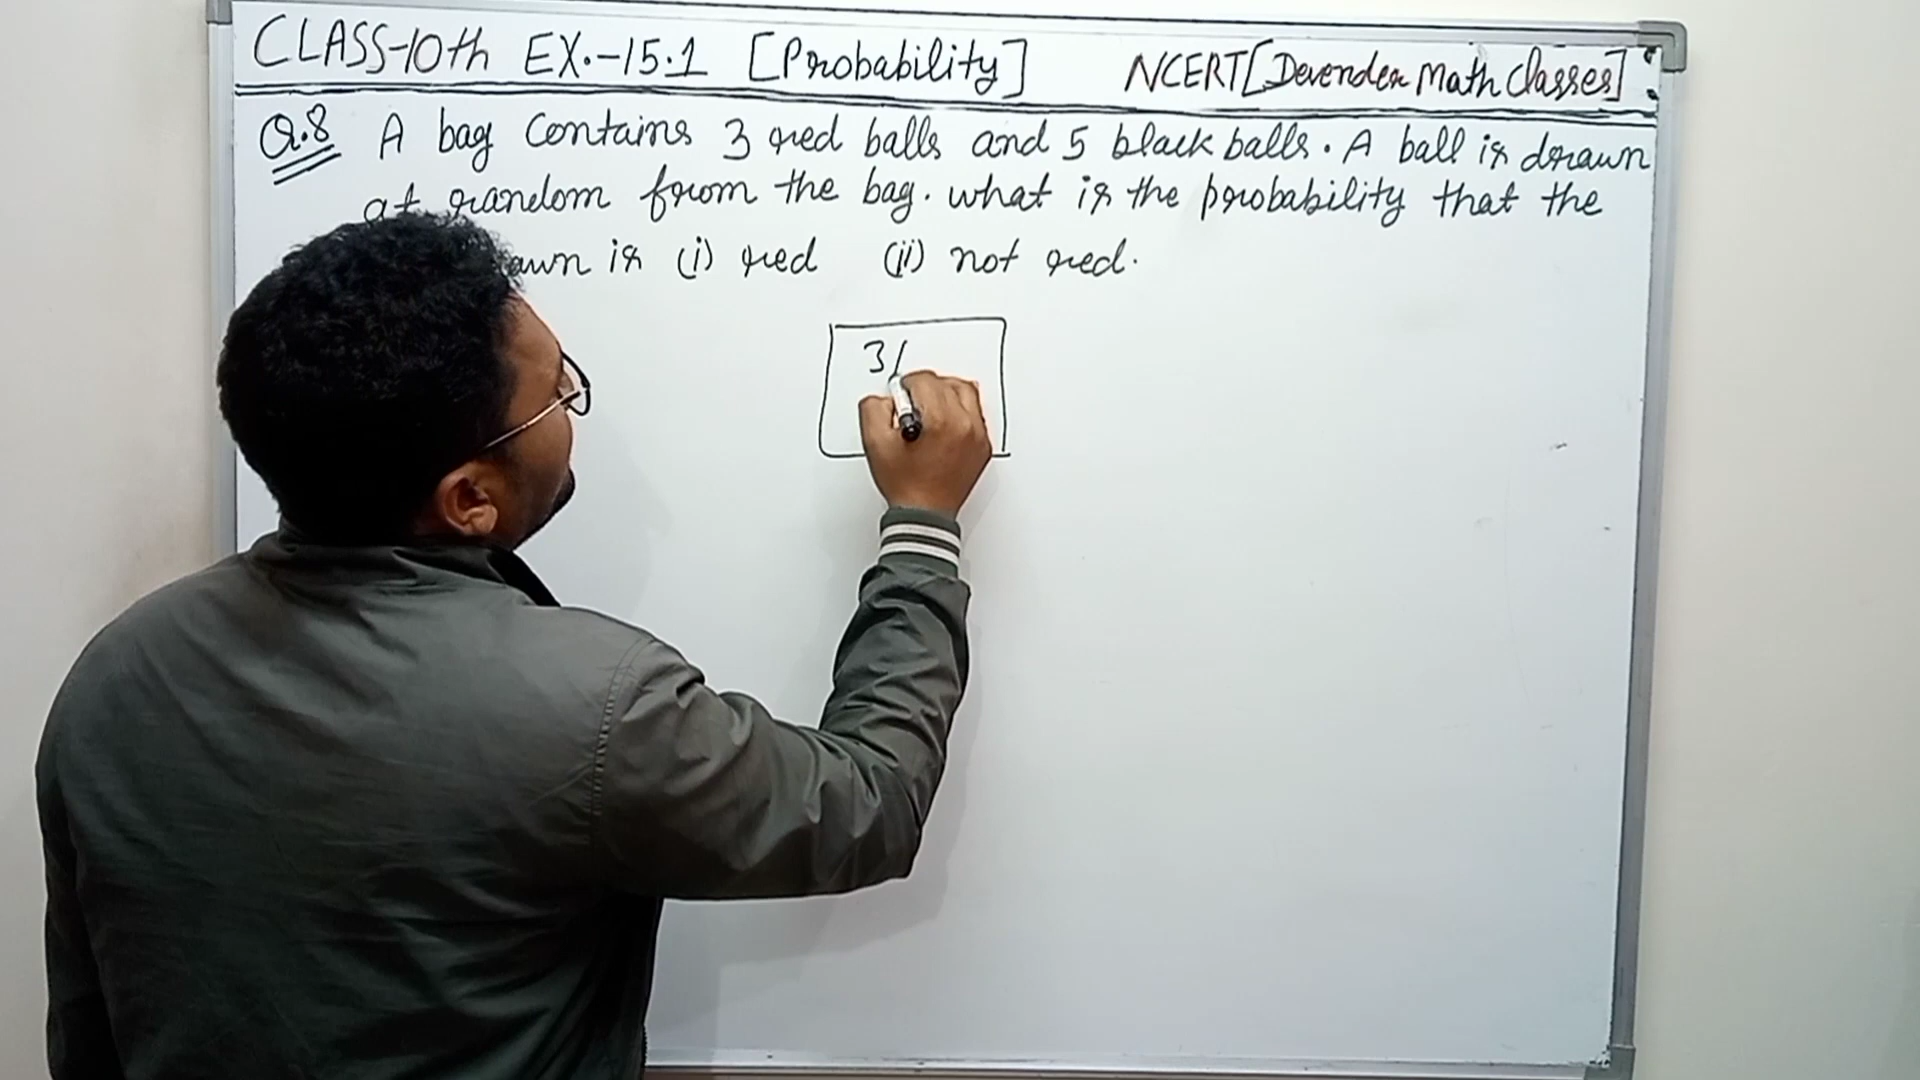 CLASS-10th EX.-15.1 [Probability] NCERT[Devender Math Classes]
Q.8 A bag contains 3 red balls and 5 black balls. A ball is drawn
at random from the bag. what is the probability that the
is (i) red (ii) not red.
3